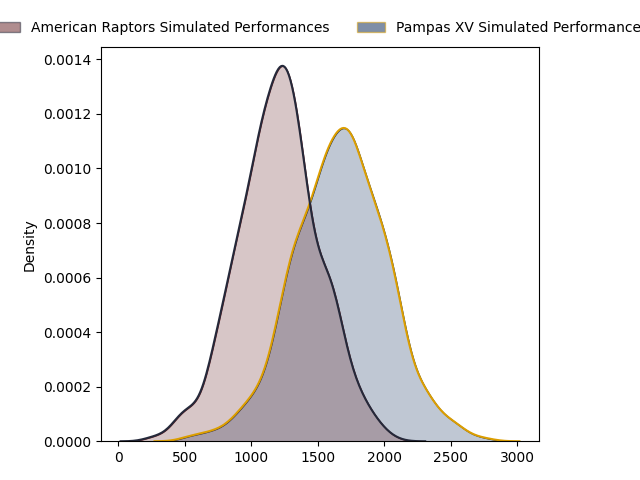 American Raptors Simulated Performances
Pampas XV Simulated Performance
0.0014
0.0012
0.0010
0.0008
0.0006
0.0004
0.0002
0.0000
Density
0 500 1000 1500 2000 2500 3000